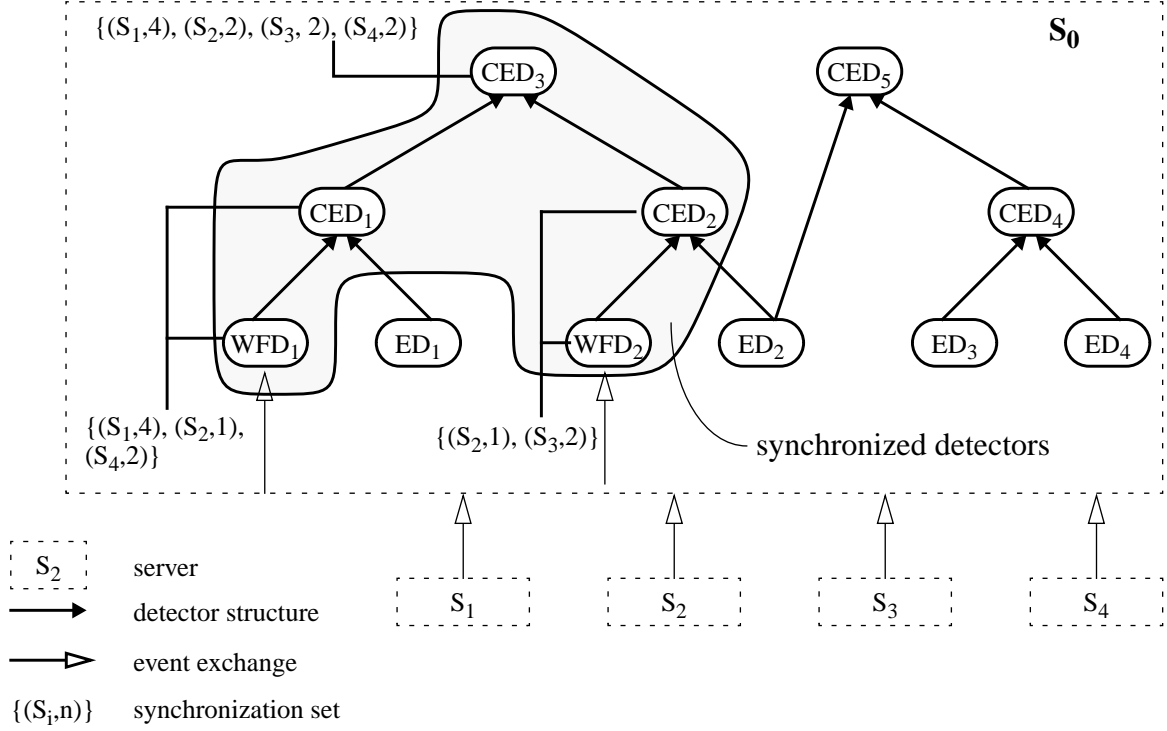 {(S1,4), (S2,2), (S3, 2), (S4,2)}
S0
CED3
CED5
CED1
CED2
CED4
WFD1
ED1
WFD2
ED2
ED3
ED4
{(S1,4), (S2,1),
(S4,2)}
{(S2,1), (S3,2)}
synchronized detectors
S2
server
S1
S2
S3
S4
detector structure
event exchange
{(Si,n)}
synchronization set